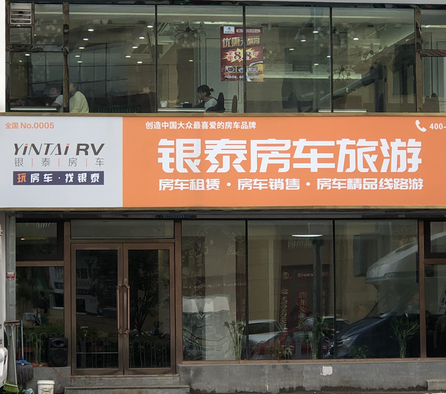 全国 No.0005
YiNTAi RV
银 | 泰 | 房 | 车
玩房车·找银泰
创造中国大众最喜爱的房车品牌
400-
银泰房车旅游
房车租赁·房车销售·房车精品线路游